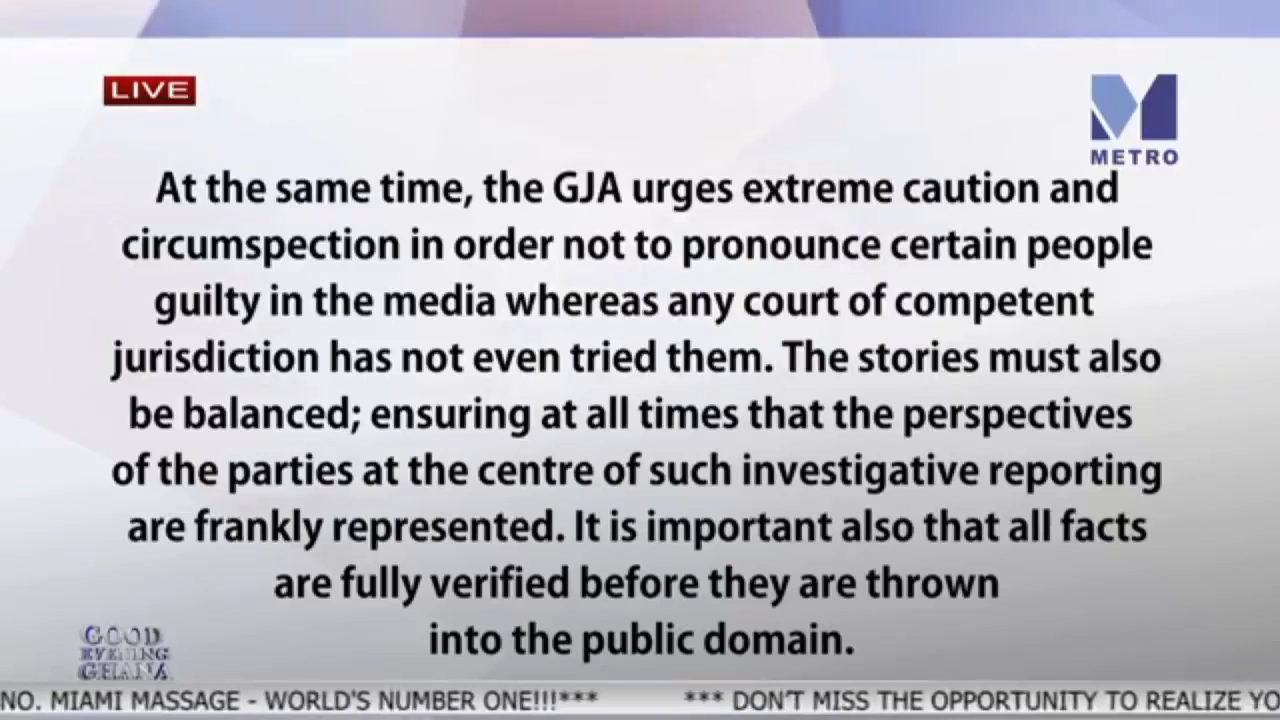 LIVE
METRO
At the same time, the GJA urges extreme caution and
circumspection in order not to pronounce certain people
guilty in the media whereas any court of competent
jurisdiction has not even tried them. The stories must also
be balanced; ensuring at all times that the perspectives
of the parties at the centre of such investigative reporting
are frankly represented. It is important also that all facts
are fully verified before they are thrown
into the public domain.
GOOD
EVENING
GHANA
NO. MIAMI MASSAGE - WORLD'S NUMBER ONE!!!*** *** DON'T MISS THE OPPORTUNITY TO REALIZE YO